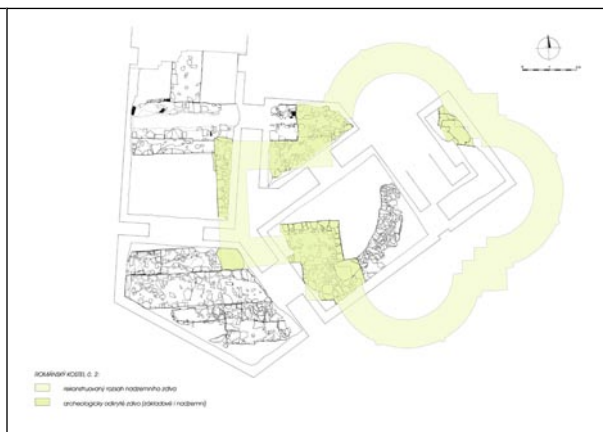 ROMÁNSKÝ KOSTEL č. 2:
rekonstruovaný rozsah nadzemního zdiva
archeologicky odkryté zdivo (základové i nadzemní)